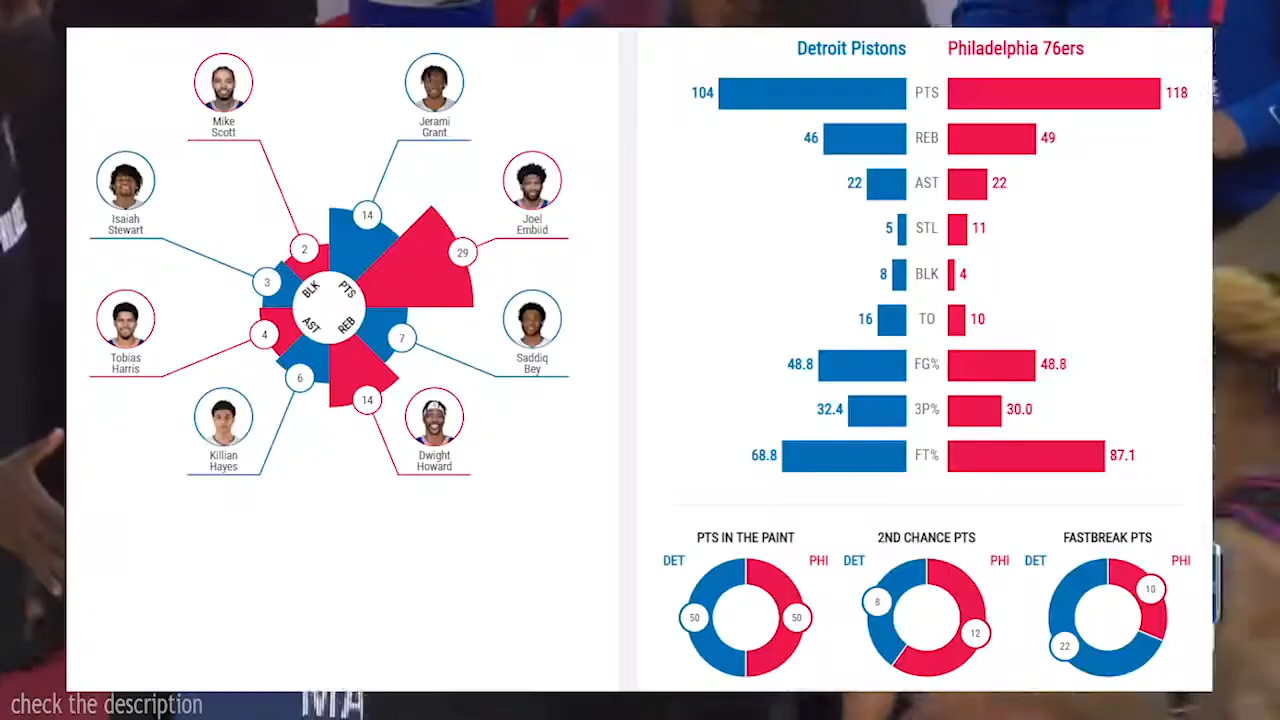 Mike
Scott
Jerami
Grant
Isaiah
Stewart
Joel
Embiid
Tobias
Harris
Saddiq
Bey
Killian
Hayes
Dwight
Howard
14
29
2
3
7
4
6
14
BLK
PTS
AST
REB
Detroit Pistons
Philadelphia 76ers
104 PTS 118
46 REB 49
22 AST 22
5 STL 11
8 BLK 4
16 TO 10
48.8 FG% 48.8
32.4 3P% 30.0
68.8 FT% 87.1
PTS IN THE PAINT
DET PHI
50 50
2ND CHANCE PTS
DET PHI
8 12
FASTBREAK PTS
DET PHI
10
22
check the description